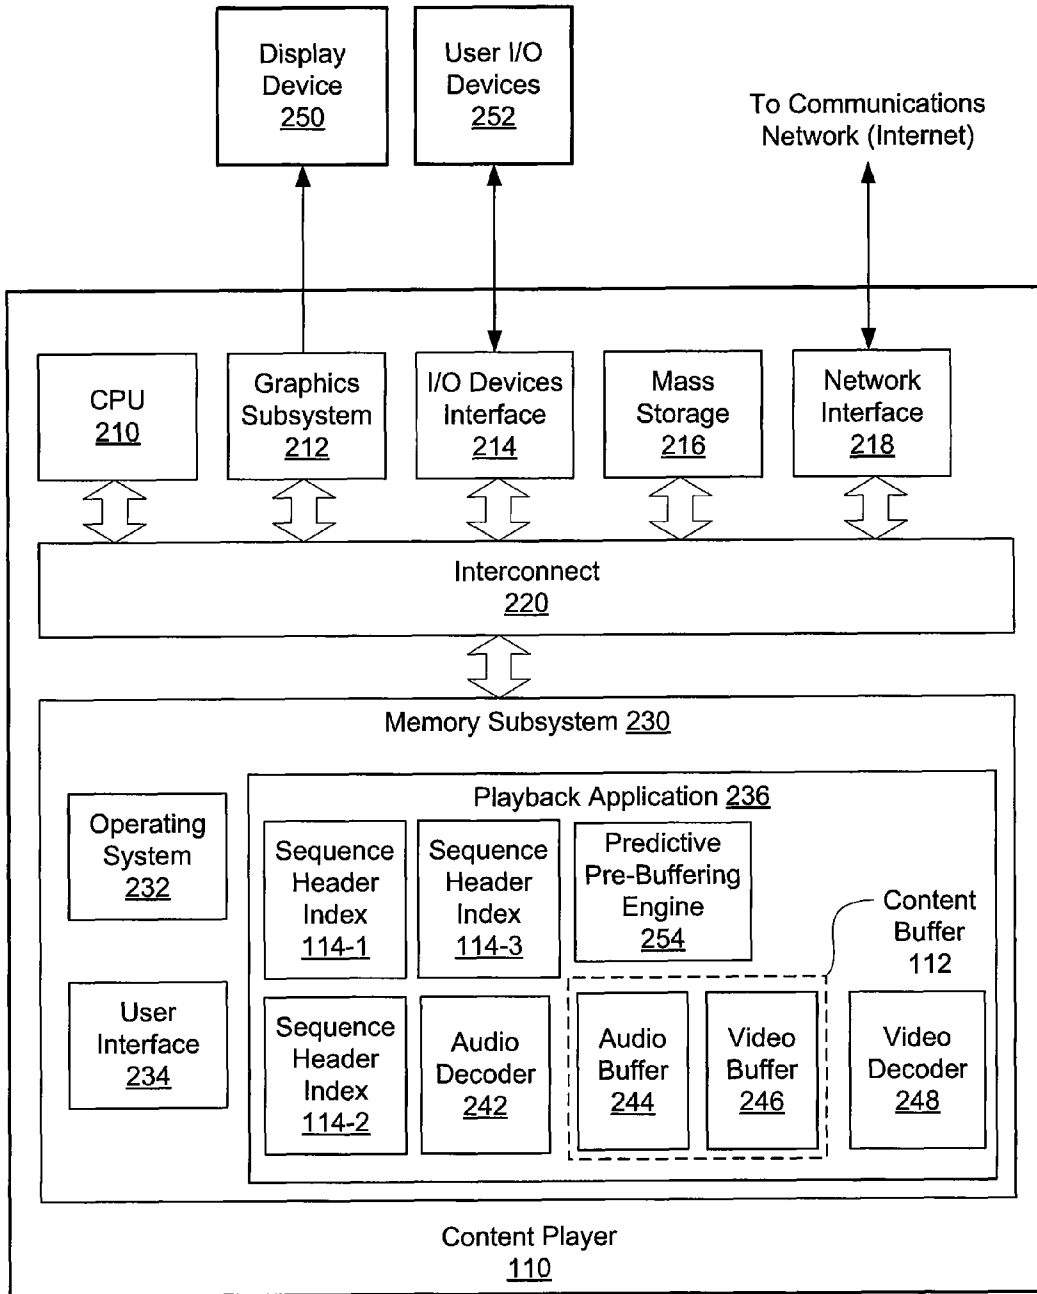 Display
Device
250
User I/O
Devices
252
To Communications
Network (Internet)
CPU
210
Graphics
Subsystem
212
I/O Devices
Interface
214
Mass
Storage
216
Network
Interface
218
Interconnect
220
Memory Subsystem 230
Operating
System
232
User
Interface
234
Playback Application 236
Sequence
Header
Index
114-1
Sequence
Header
Index
114-3
Predictive
Pre-Buffering
Engine
254
Content
Buffer
112
Sequence
Header
Index
114-2
Audio
Decoder
242
Audio
Buffer
244
Video
Buffer
246
Video
Decoder
248
Content Player
110